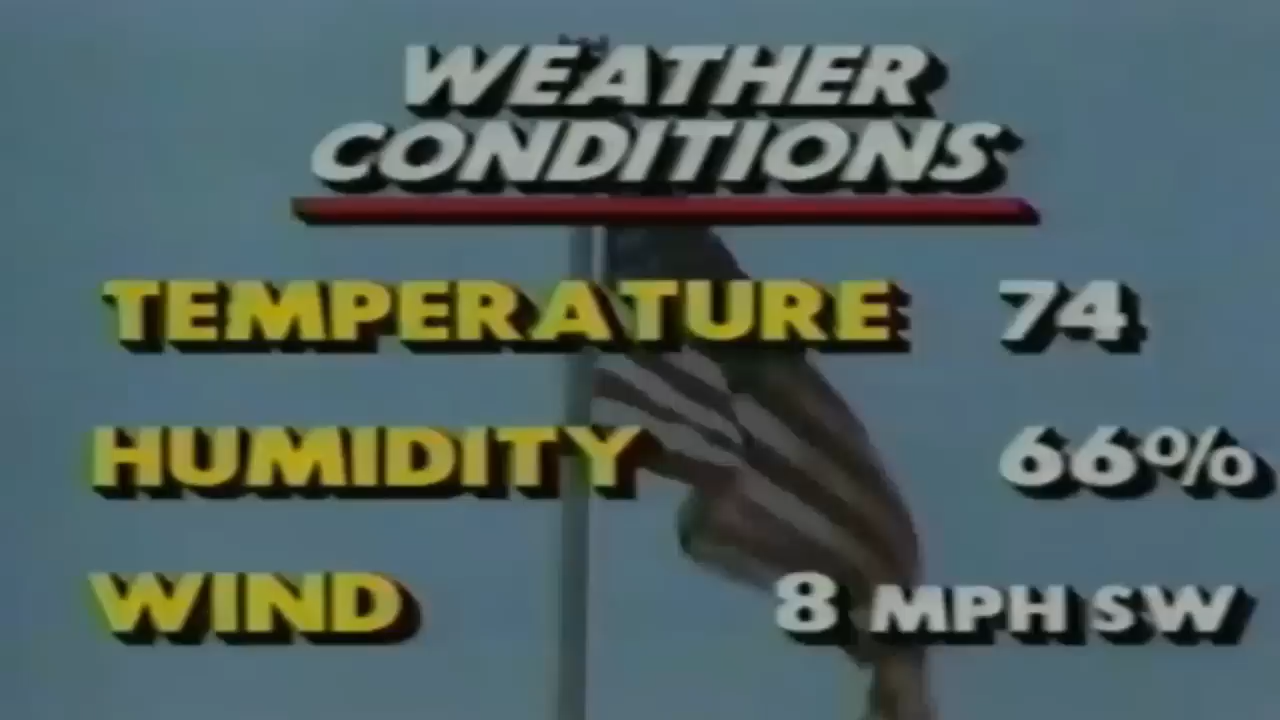 WEATHER
CONDITIONS
TEMPERATURE 74
HUMIDITY 66%
WIND 8 MPH SW